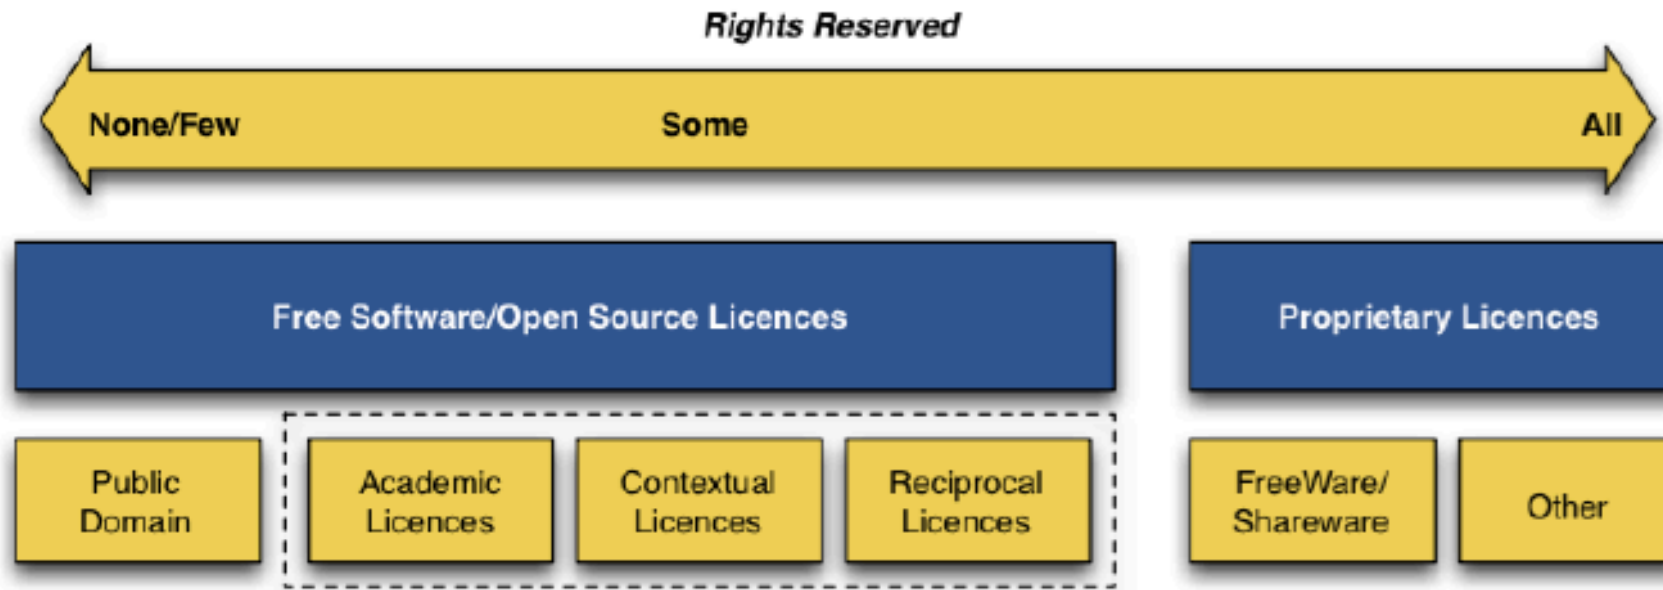 Rights Reserved
None/Few Some All
Free Software/Open Source Licences Proprietary Licences
Public
Domain
Academic
Licences
Contextual
Licences
Reciprocal
Licences
FreeWare/
Shareware
Other